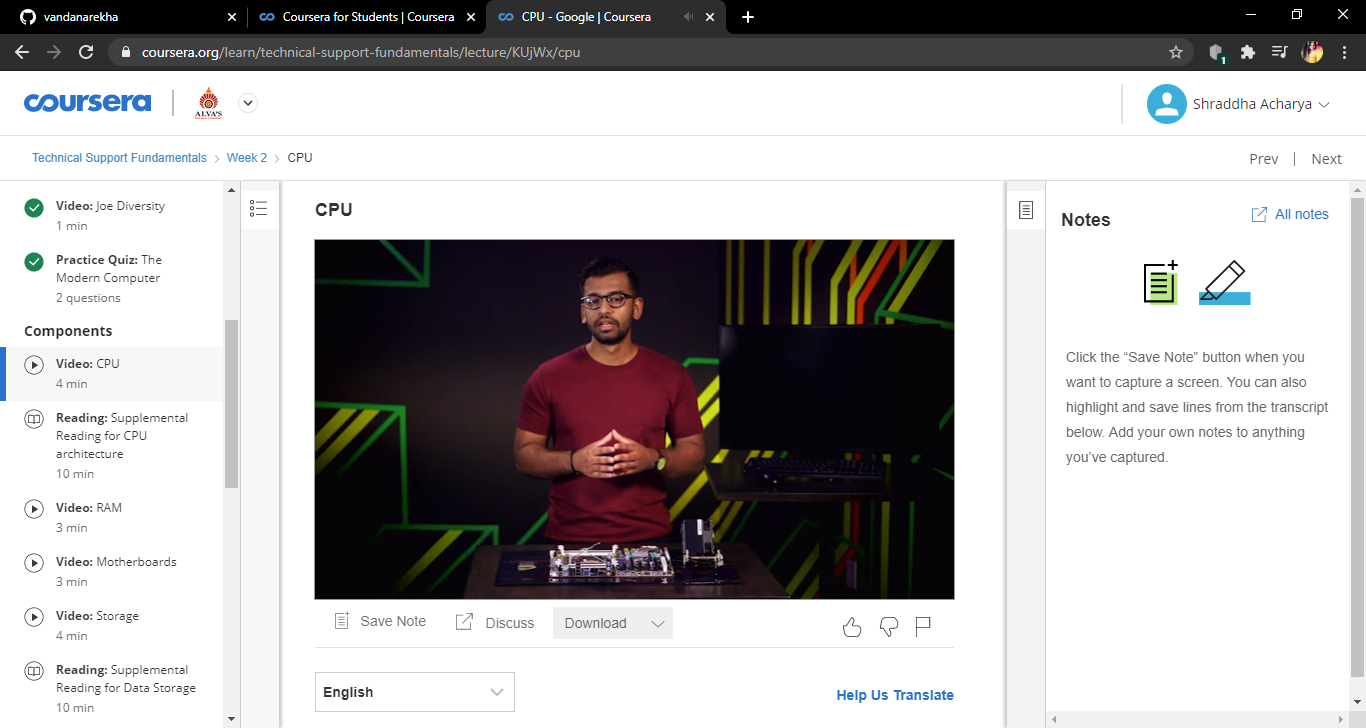 vandanarekha
Coursera for Students | Coursera
CPU - Google | Coursera
coursera.org/learn/technical-support-fundamentals/lecture/KUjWx/cpu
1
coursera
ALVA'S
Shraddha Acharya
Technical Support Fundamentals
Week 2
CPU
Prev | Next
Video: Joe Diversity
1 min
Practice Quiz: The
Modern Computer
2 questions
Components
Video: CPU
4 min
Reading: Supplemental
Reading for CPU
architecture
10 min
Video: RAM
3 min
Video: Motherboards
3 min
Video: Storage
4 min
Reading: Supplemental
Reading for Data Storage
10 min
CPU
Save Note
Discuss
Download
English
Help Us Translate
Notes
All notes
Click the “Save Note” button when you
want to capture a screen. You can also
highlight and save lines from the transcript
below. Add your own notes to anything
you’ve captured.